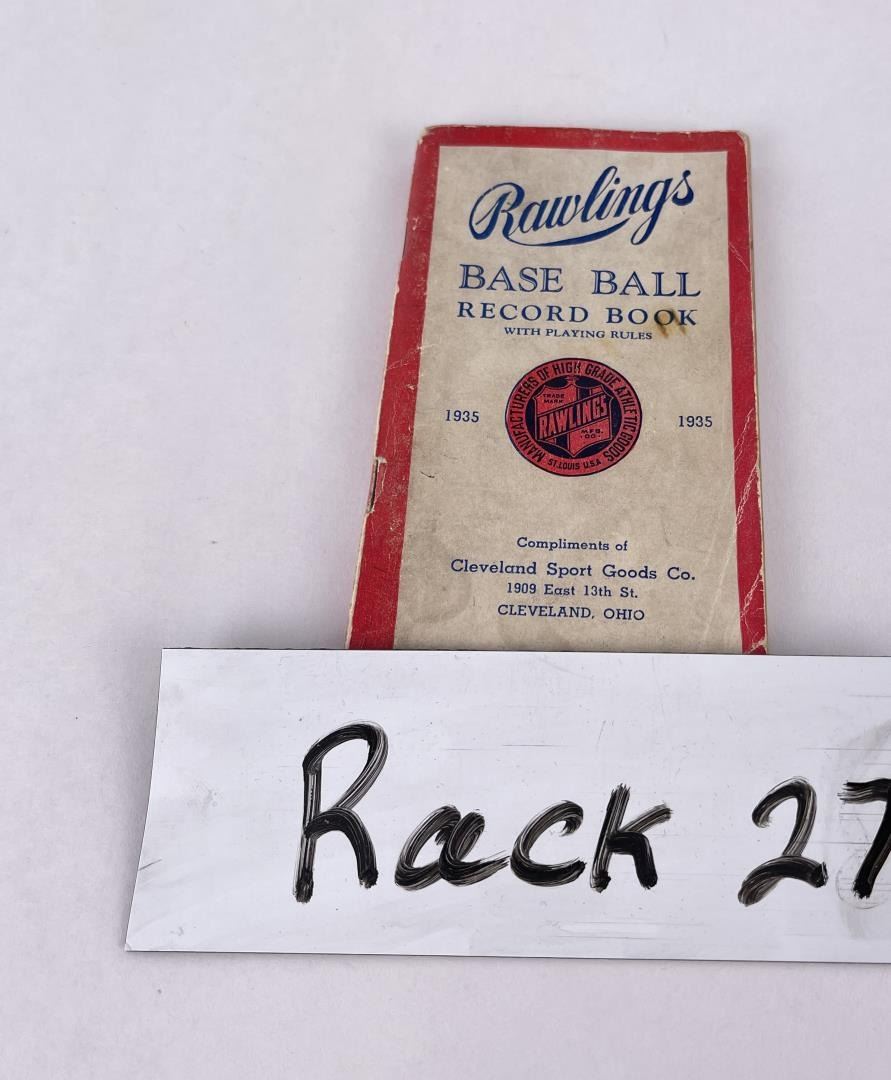 Rawlings
BASE BALL
RECORD BOOK
WITH PLAYING RULES
MANUFACTURERS OF HIGH GRADE ATHLETIC GOODS
TRADE
MARK
RAWLINGS
MFG.
CO.
ST. LOUIS U.S.A
1935 1935
Compliments of
Cleveland Sport Goods Co.
1909 East 13th St.
CLEVELAND, OHIO
Rack 27